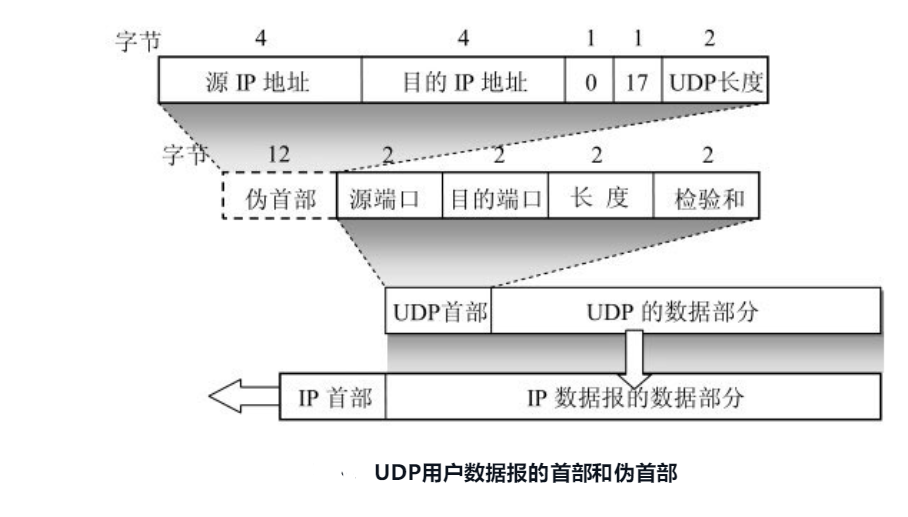 字节 4 4 1 1 2
源 IP 地址 目的 IP 地址 0 17 UDP长度
字节 12 2 2 2 2
伪首部 源端口 目的端口 长 度 检验和
UDP首部 UDP 的数据部分
IP 首部 IP 数据报的数据部分
UDP用户数据报的首部和伪首部